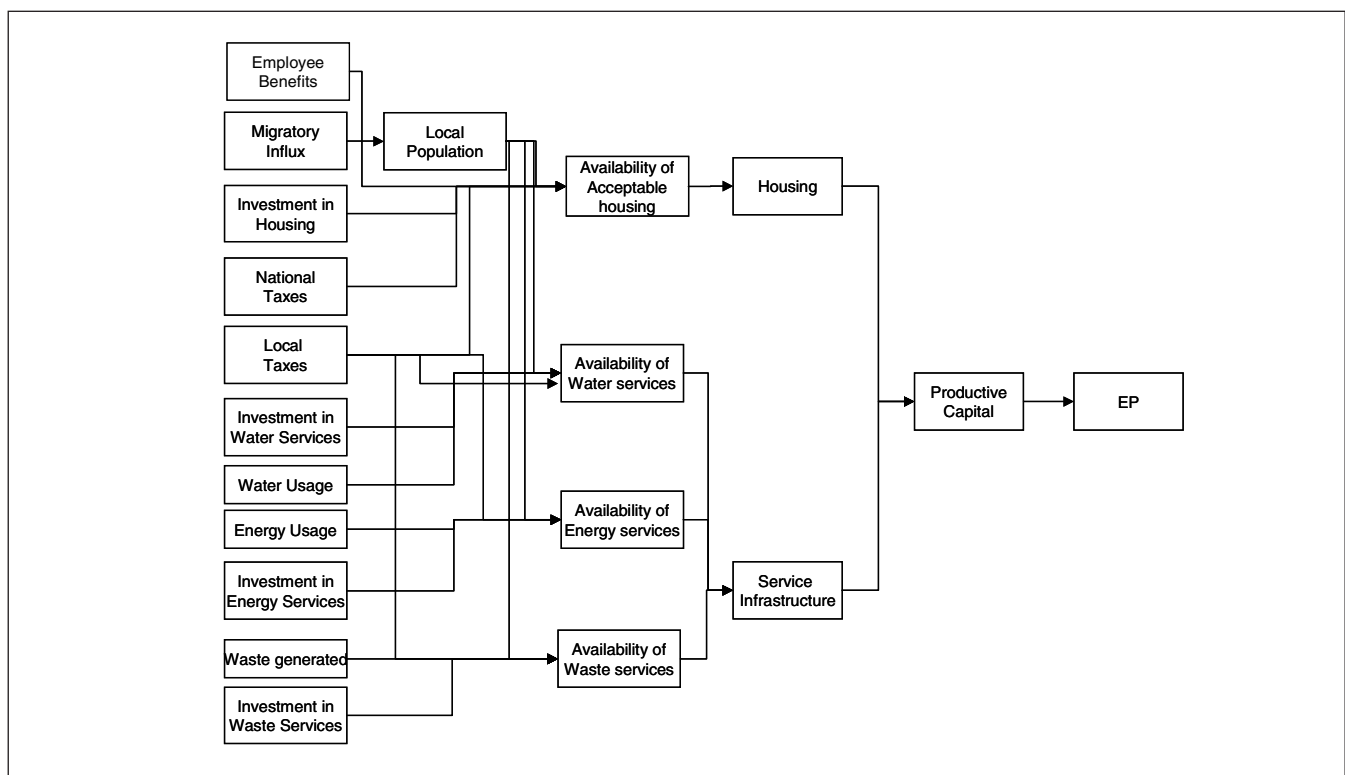 Employee
Benefits
Migratory
Influx
Local
Population
Investment in
Housing
National
Taxes
Local
Taxes
Investment in
Water Services
Water Usage
Energy Usage
Investment in
Energy Services
Waste generated
Investment in
Waste Services
Availability of
Acceptable
housing
Availability of
Water services
Availability of
Energy services
Availability of
Waste services
Housing
Service
Infrastructure
Productive
Capital
EP